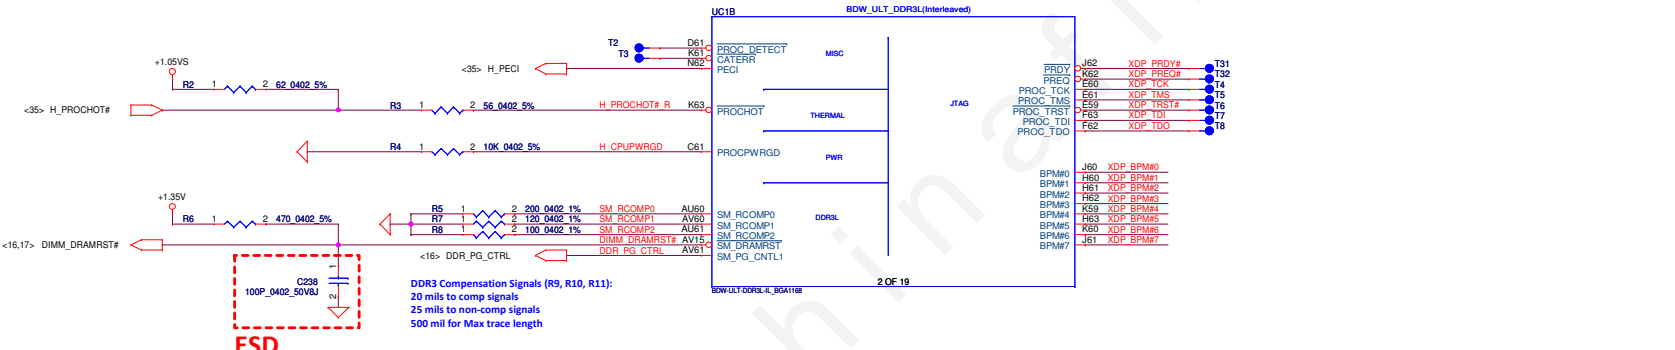 UC1B
BDW_ULT_DDR3L(Interleaved)
T2
T3
D61
K61
N62
PROC_DETECT
CATERR
PECI
MISC
<35> H_PECI
+1.05VS
R2 1 2 62_0402_5%
<35> H_PROCHOT#
R3 1 2 56_0402_5% H_PROCHOT#_R K63
PROCHOT
THERMAL
R4 1 2 10K_0402_5% H_CPUPWRGD C61
PROCPWRGD
PWR
JTAG
PRDY J62 XDP_PRDY# T31
PREQ K62 XDP_PREQ# T32
PROC_TCK E60 XDP_TCK T4
PROC_TMS E61 XDP_TMS T5
PROC_TRST E59 XDP_TRST# T6
PROC_TDI F63 XDP_TDI T7
PROC_TDO F62 XDP_TDO T8
BPM#0 J60 XDP_BPM#0
BPM#1 H60 XDP_BPM#1
BPM#2 H61 XDP_BPM#2
BPM#3 H62 XDP_BPM#3
BPM#4 K59 XDP_BPM#4
BPM#5 H63 XDP_BPM#5
BPM#6 K60 XDP_BPM#6
BPM#7 J61 XDP_BPM#7
+1.35V
R6 1 2 470_0402_5%
<16,17> DIMM_DRAMRST#
R5 1 2 200_0402_1% SM_RCOMP0 AU60 SM_RCOMP0
R7 1 2 120_0402_1% SM_RCOMP1 AV60 SM_RCOMP1
R8 1 2 100_0402_1% SM_RCOMP2 AU61 SM_RCOMP2
DIMM_DRAMRST# AV15 SM_DRAMRST
<16> DDR_PG_CTRL DDR_PG_CTRL AV61 SM_PG_CNTL1
DDR3L
2 OF 19
BDW-ULT-DDR3L-IL_BGA1168
1
C238
100P_0402_50V8J
2
ESD
DDR3 Compensation Signals (R9, R10, R11):
20 mils to comp signals
25 mils to non-comp signals
500 mil for Max trace length
h i n a f